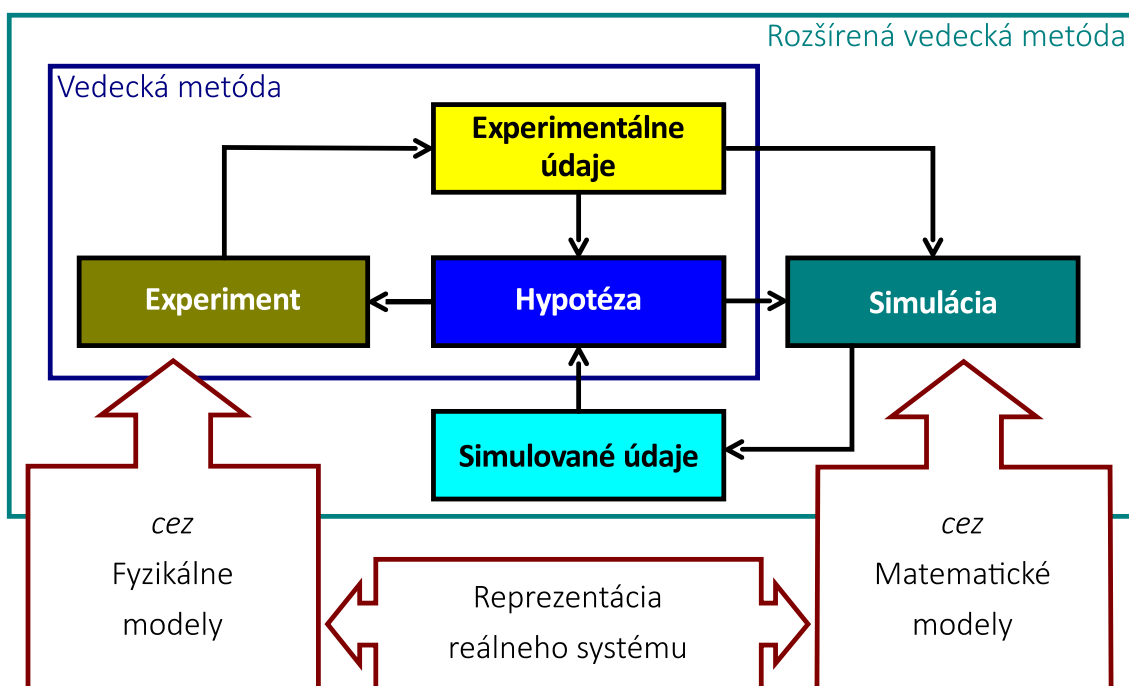 Rozšírená vedecká metóda
Vedecká metóda
Experimentálne
údaje
Experiment
Hypotéza
Simulácia
Simulované údaje
cez
Fyzikálne
modely
Reprezentácia
reálneho systému
cez
Matematické
modely